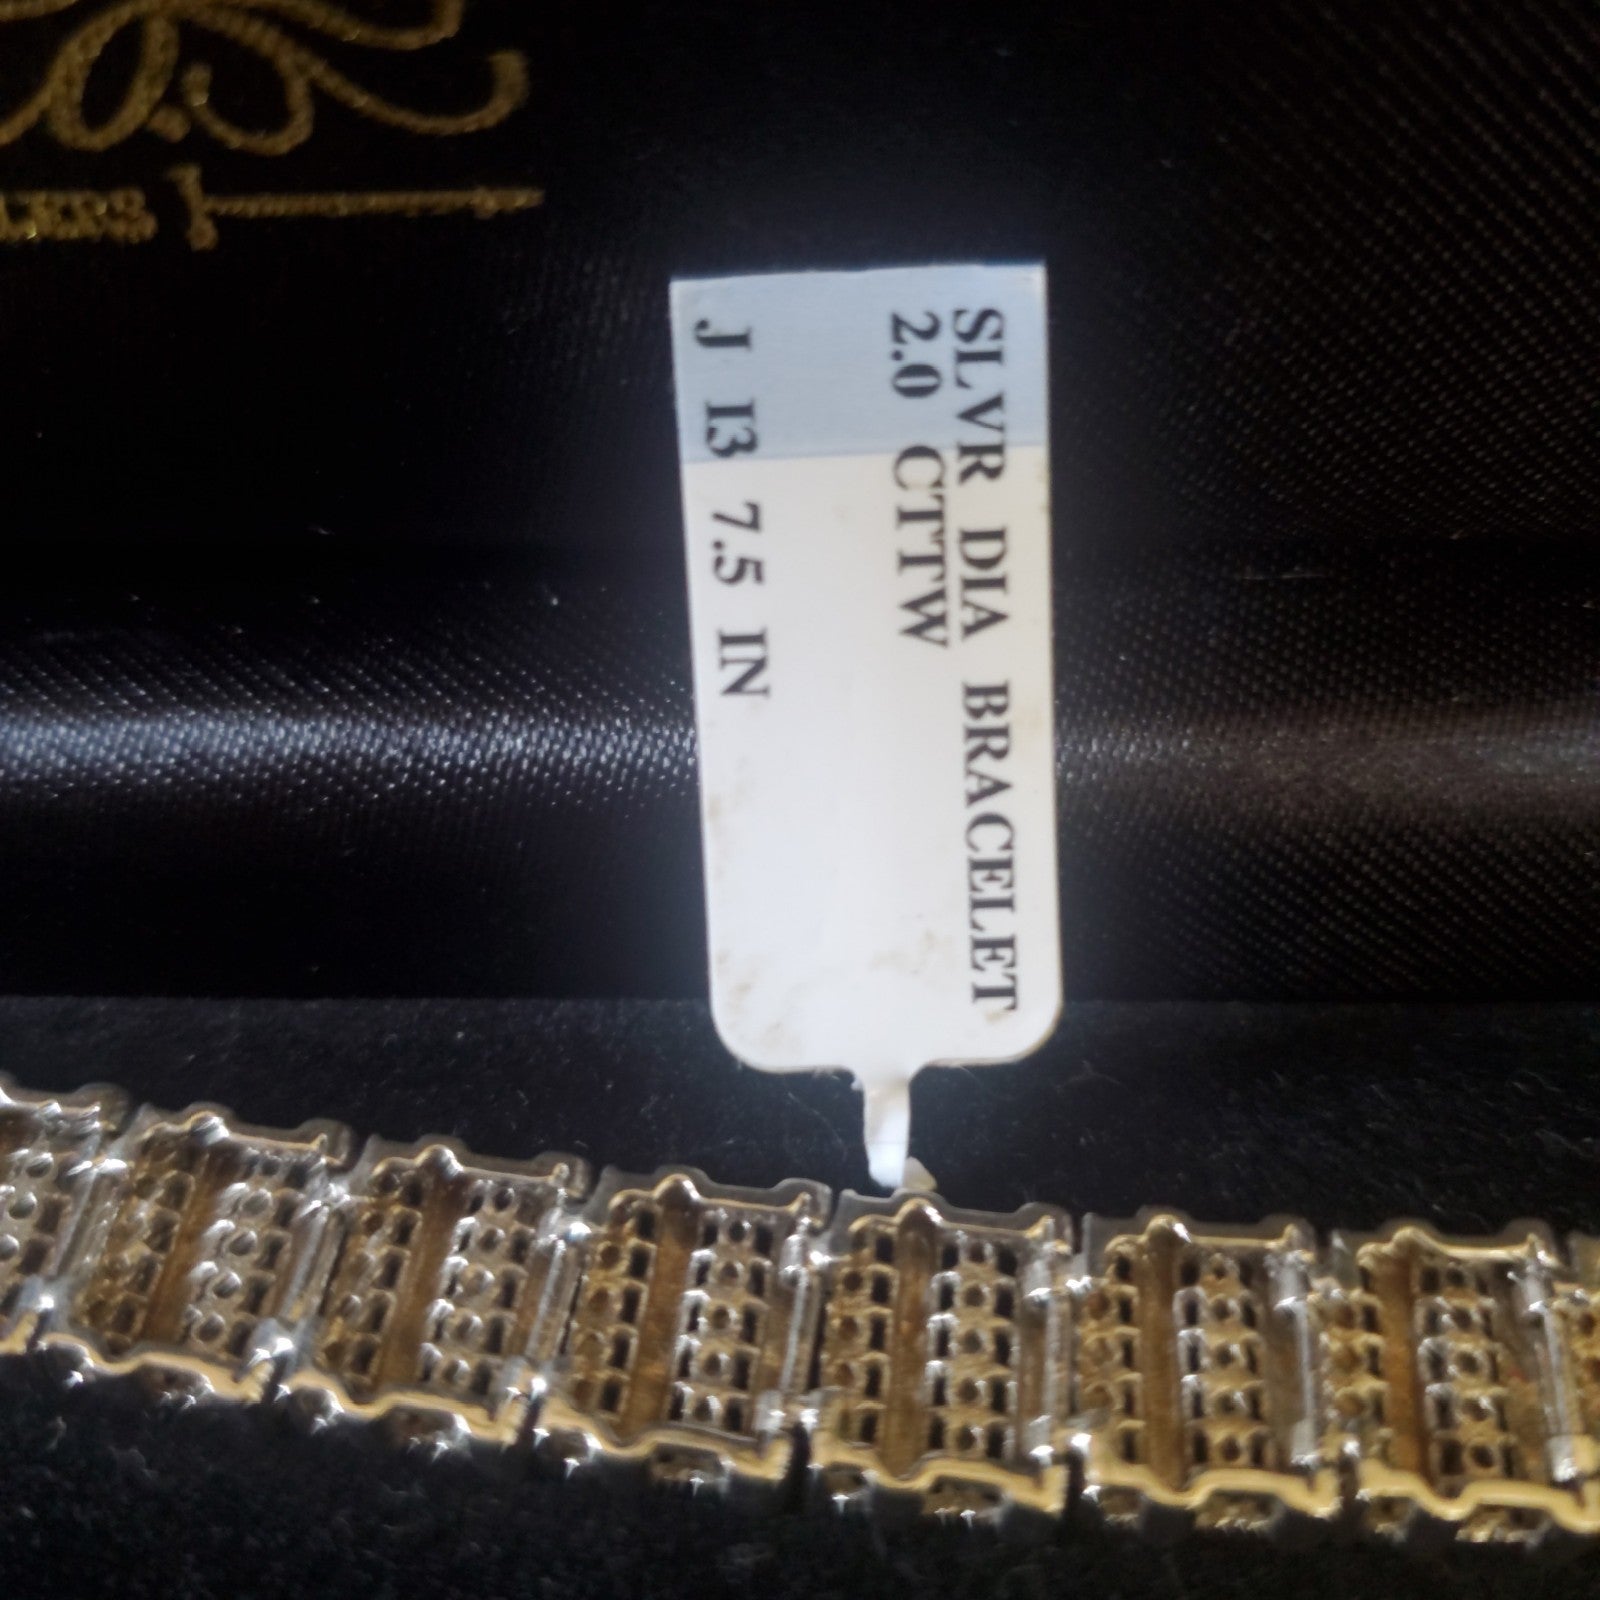 SLVR DIA BRACELET
2.0 CTTW
J I3 7.5 IN